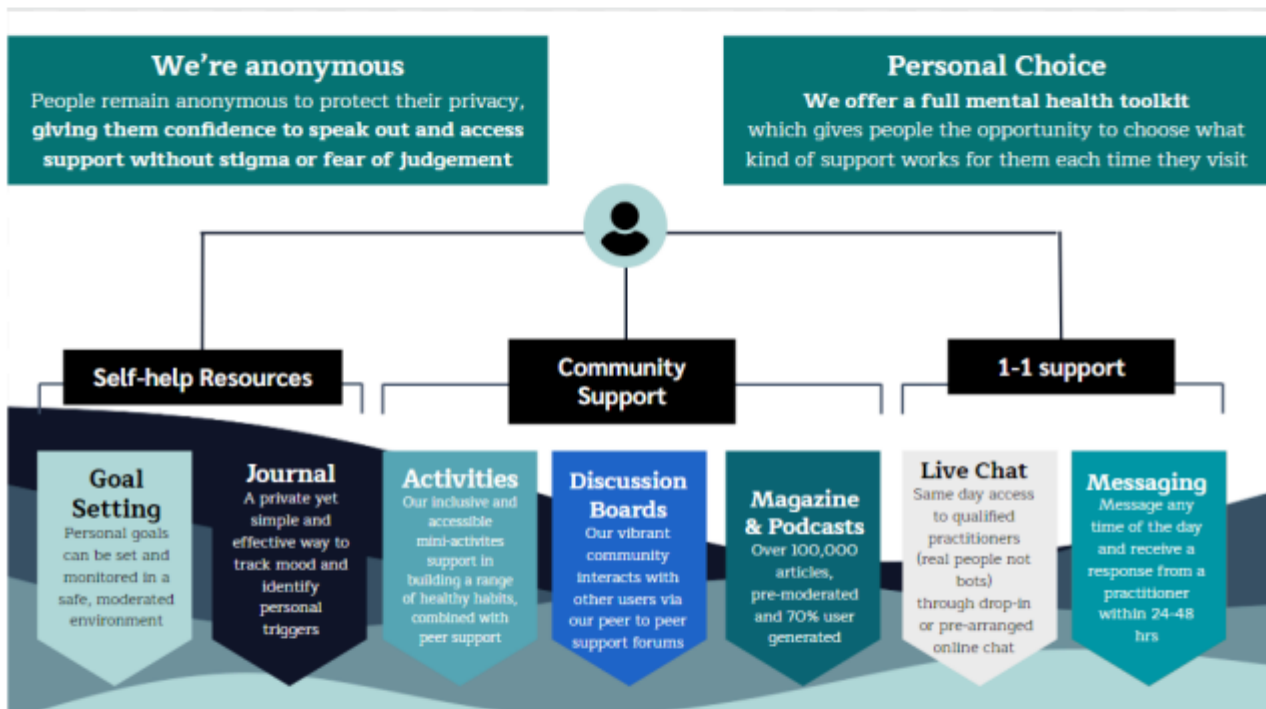 We're anonymous
People remain anonymous to protect their privacy,
giving them confidence to speak out and access
support without stigma or fear of judgement
Personal Choice
We offer a full mental health toolkit
which gives people the opportunity to choose what
kind of support works for them each time they visit
Self-help Resources
Community
Support
1-1 support
Goal
Setting
Personal goals
can be set and
monitored in a
safe, moderated
environment
Journal
A private yet
simple and
effective way to
track mood and
identify
personal
triggers
Activities
Our inclusive and
accessible
mini-activites
support in
building a range
of healthy habits,
combined with
peer support
Discussion
Boards
Our vibrant
community
interacts with
other users via
our peer to peer
support forums
Magazine
& Podcasts
Over 100,000
articles,
pre-moderated
and 70% user
generated
Live Chat
Same day access
to qualified
practitioners
(real people not
bots)
through drop-in
or pre-arranged
online chat
Messaging
Message any
time of the day
and receive a
response from a
practitioner
within 24-48
hrs